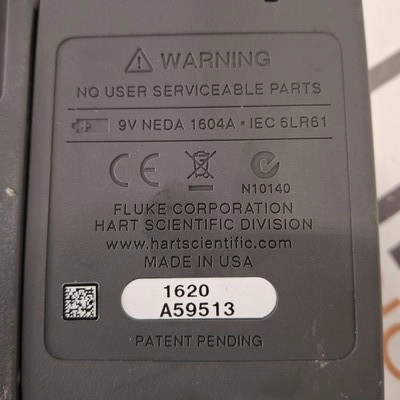 WARNING
NO USER SERVICEABLE PARTS
9V NEDA 1604A • IEC 6LR61
CE
N10140
FLUKE CORPORATION
HART SCIENTIFIC DIVISION
www.hartscientific.com
MADE IN USA
1620
A59513
PATENT PENDING